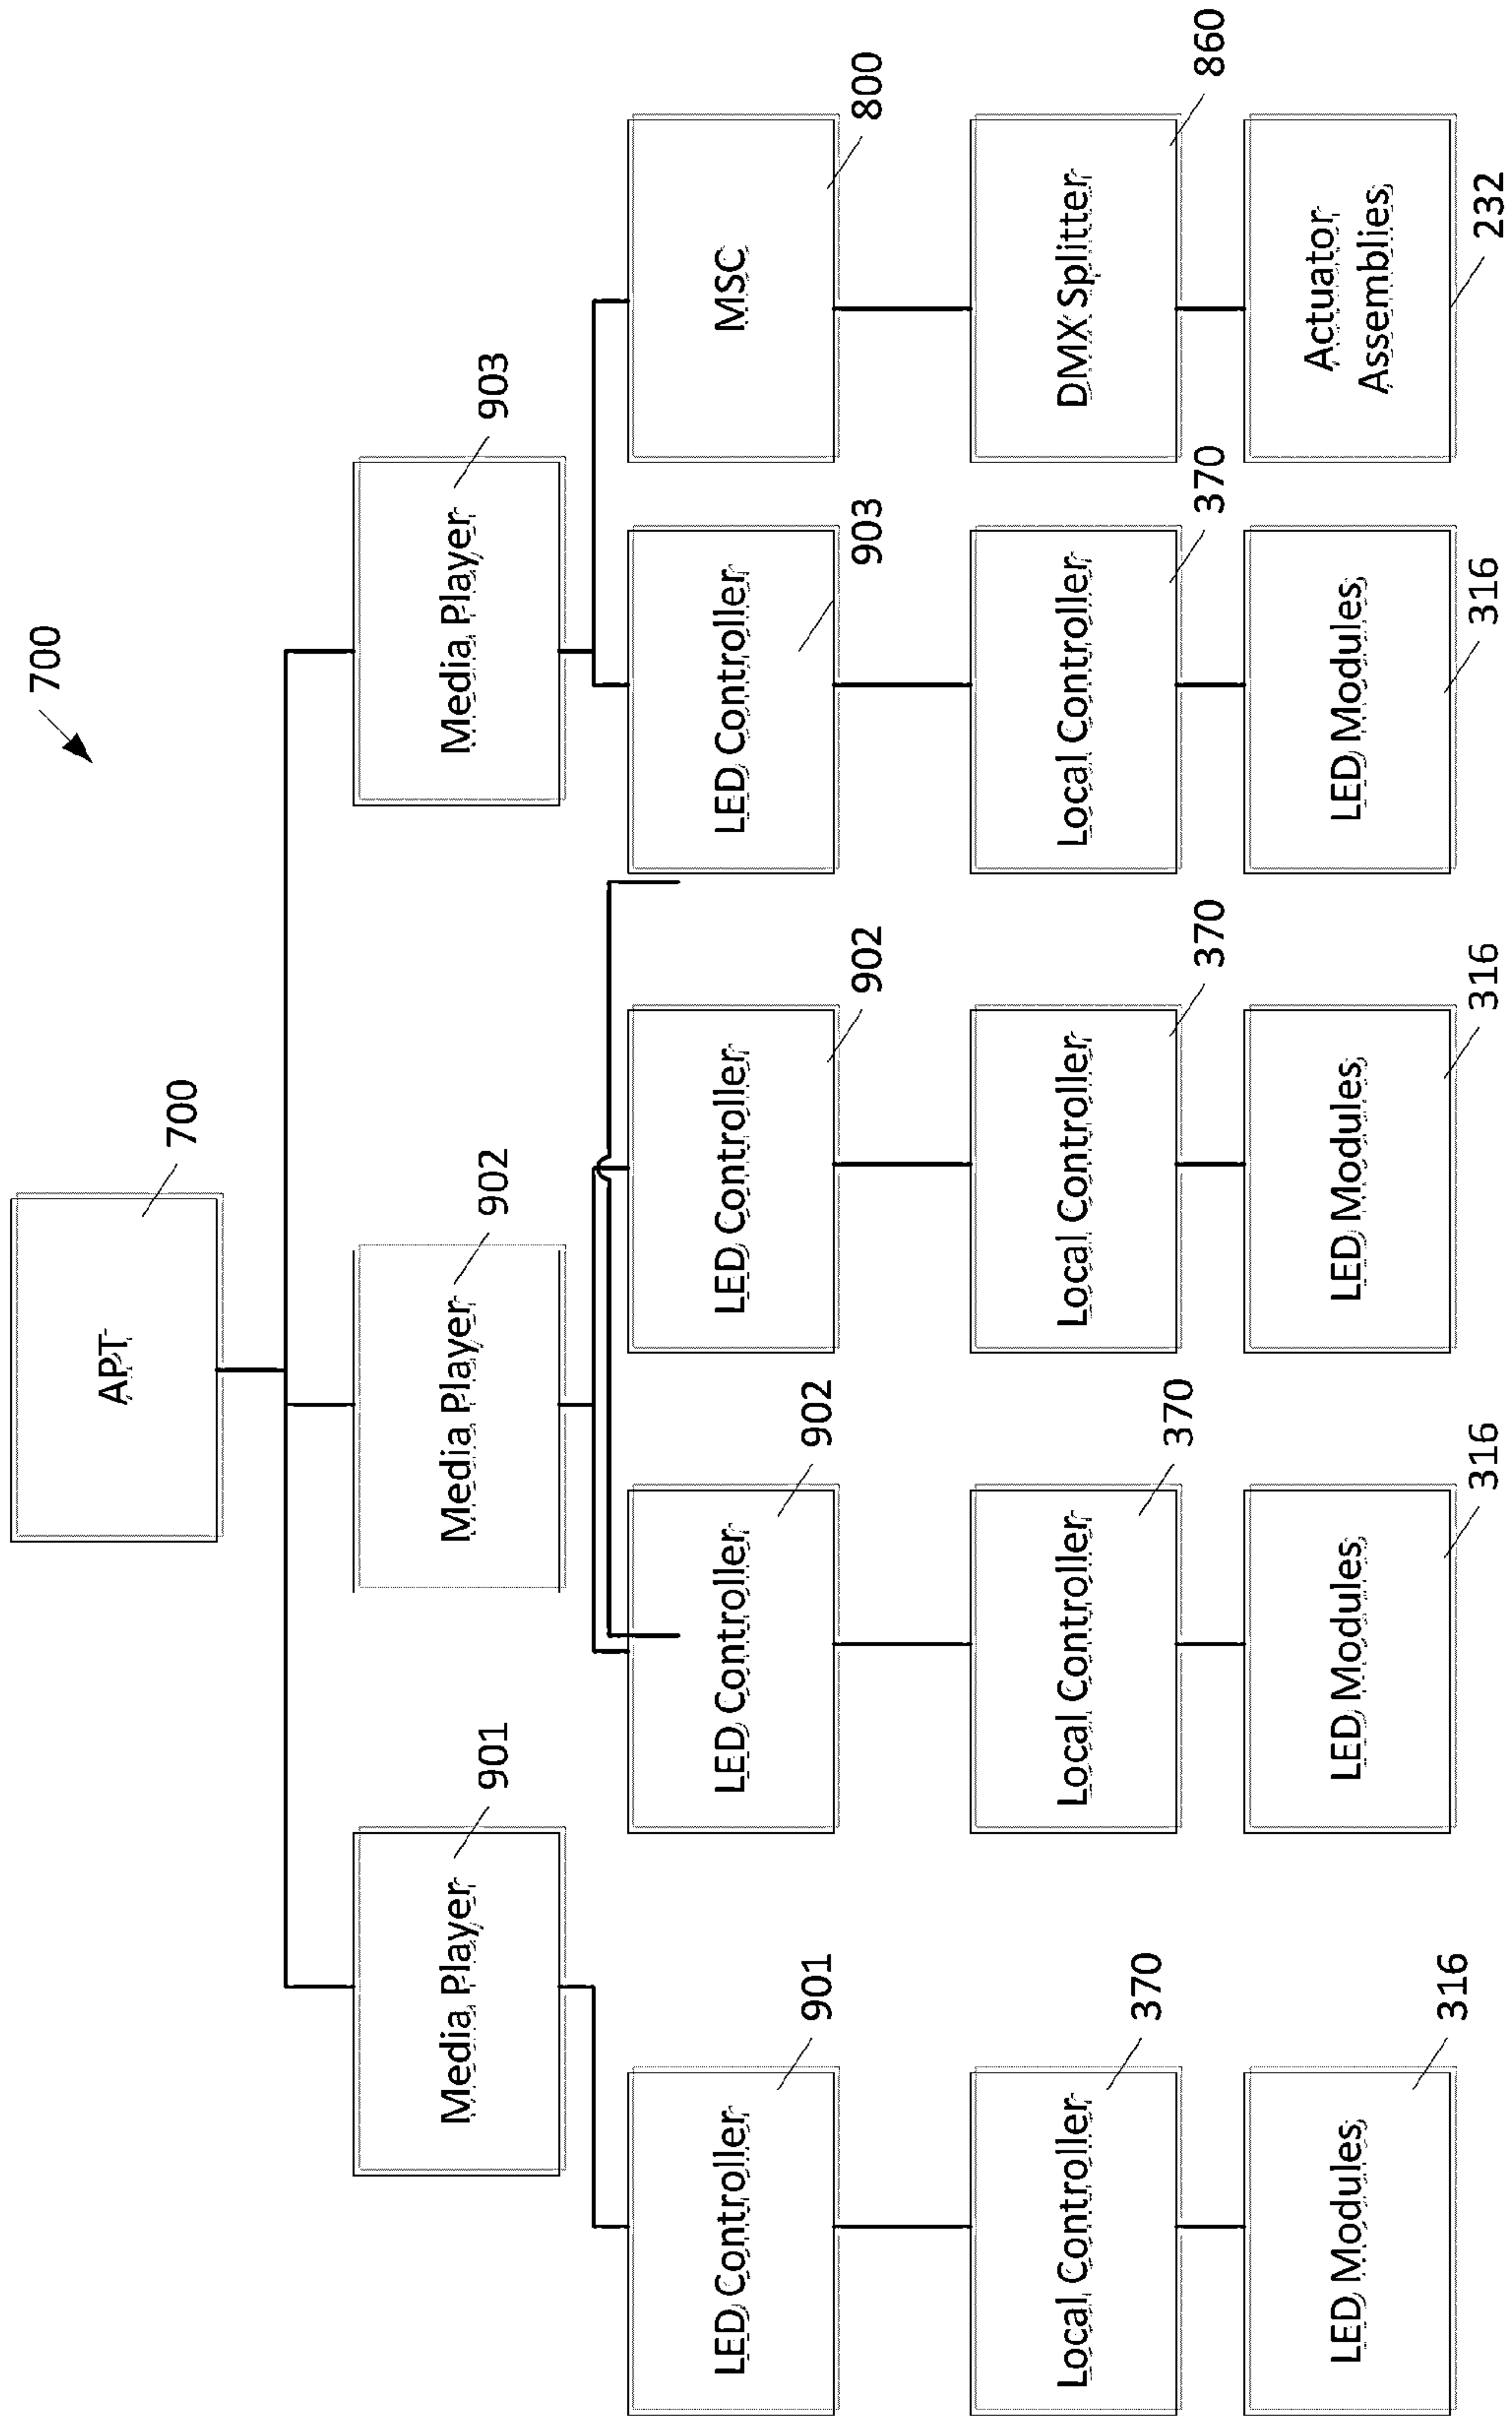 700
APT
700
Media Player
901
Media Player
902
Media Player
903
LED Controller
901
LED Controller
902
LED Controller
902
LED Controller
903
MSC
800
Local Controller
370
Local Controller
370
Local Controller
370
Local Controller
370
DMX Splitter
860
LED Modules
316
LED Modules
316
LED Modules
316
LED Modules
316
Actuator
Assemblies
232